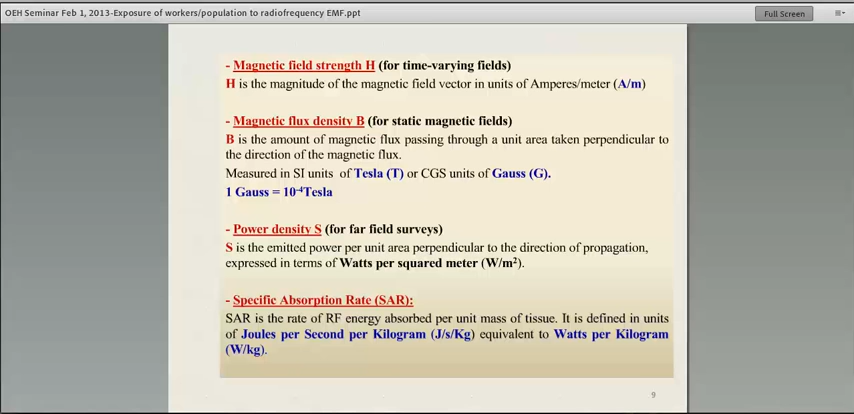 OEH Seminar Feb 1, 2013-Exposure of workers/population to radiofrequency EMF.ppt
Full Screen
- Magnetic field strength H (for time-varying fields)
H is the magnitude of the magnetic field vector in units of Amperes/meter (A/m)
- Magnetic flux density B (for static magnetic fields)
B is the amount of magnetic flux passing through a unit area taken perpendicular to
the direction of the magnetic flux.
Measured in SI units of Tesla (T) or CGS units of Gauss (G).
1 Gauss = 10⁻⁴Tesla
- Power density S (for far field surveys)
S is the emitted power per unit area perpendicular to the direction of propagation,
expressed in terms of Watts per squared meter (W/m²).
- Specific Absorption Rate (SAR):
SAR is the rate of RF energy absorbed per unit mass of tissue. It is defined in units
of Joules per Second per Kilogram (J/s/Kg) equivalent to Watts per Kilogram
(W/kg).
9